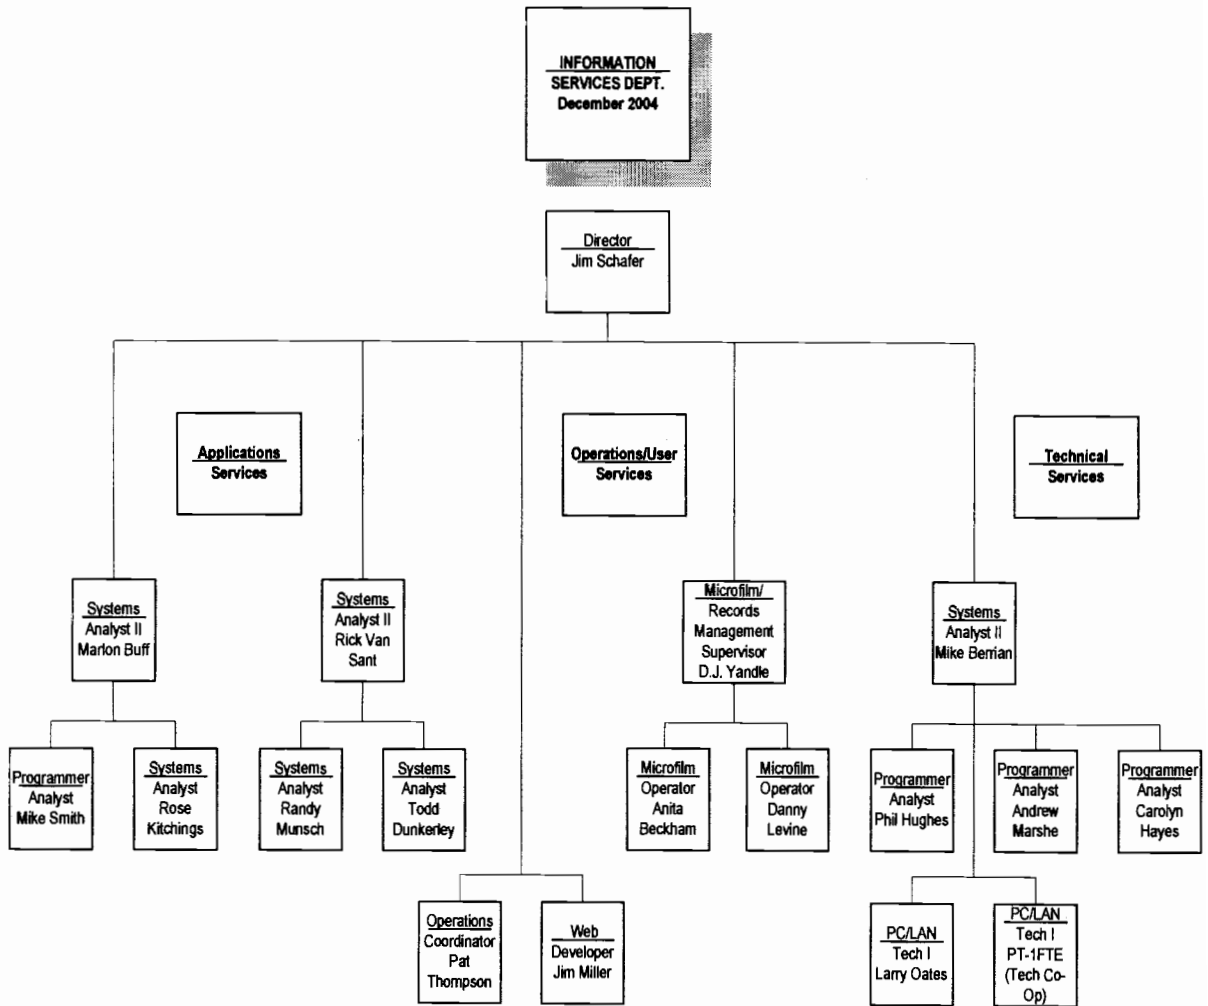 INFORMATION
SERVICES DEPT.
December 2004
Director
Jim Schafer
Applications
Services
Operations/User
Services
Technical
Services
Systems
Analyst II
Marlon Buff
Systems
Analyst II
Rick Van
Sant
Microfilm/
Records
Management
Supervisor
D.J. Yandle
Systems
Analyst II
Mike Berrian
Programmer
Analyst
Mike Smith
Systems
Analyst
Rose
Kitchings
Systems
Analyst
Randy
Munsch
Systems
Analyst
Todd
Dunkerley
Microfilm
Operator
Anita
Beckham
Microfilm
Operator
Danny
Levine
Programmer
Analyst
Phil Hughes
Programmer
Analyst
Andrew
Marshe
Programmer
Analyst
Carolyn
Hayes
Operations
Coordinator
Pat
Thompson
Web
Developer
Jim Miller
PC/LAN
Tech I
Larry Oates
PC/LAN
Tech I
PT-1FTE
(Tech Co-
Op)